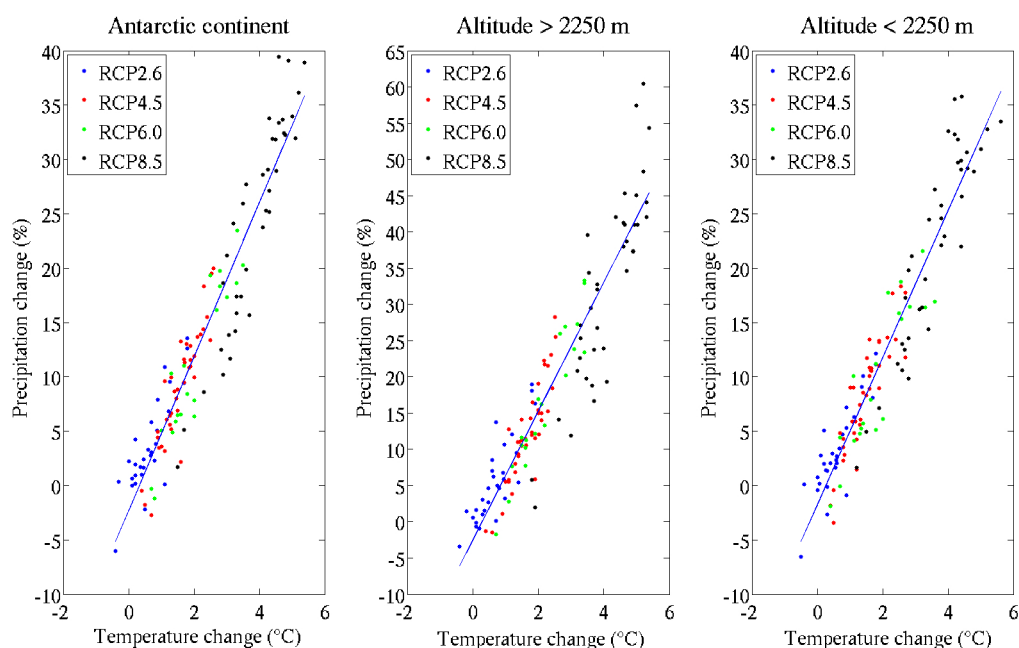 Antarctic continent
40
35
30
25
20
15
10
5
0
-5
-10
-2
0
2
4
6
Precipitation change (%)
Temperature change (°C)
RCP2.6
RCP4.5
RCP6.0
RCP8.5
Altitude > 2250 m
65
60
55
50
45
40
35
30
25
20
15
10
5
0
-5
-10
-2
0
2
4
6
Precipitation change (%)
Temperature change (°C)
RCP2.6
RCP4.5
RCP6.0
RCP8.5
Altitude < 2250 m
40
35
30
25
20
15
10
5
0
-5
-10
-2
0
2
4
6
Precipitation change (%)
Temperature change (°C)
RCP2.6
RCP4.5
RCP6.0
RCP8.5